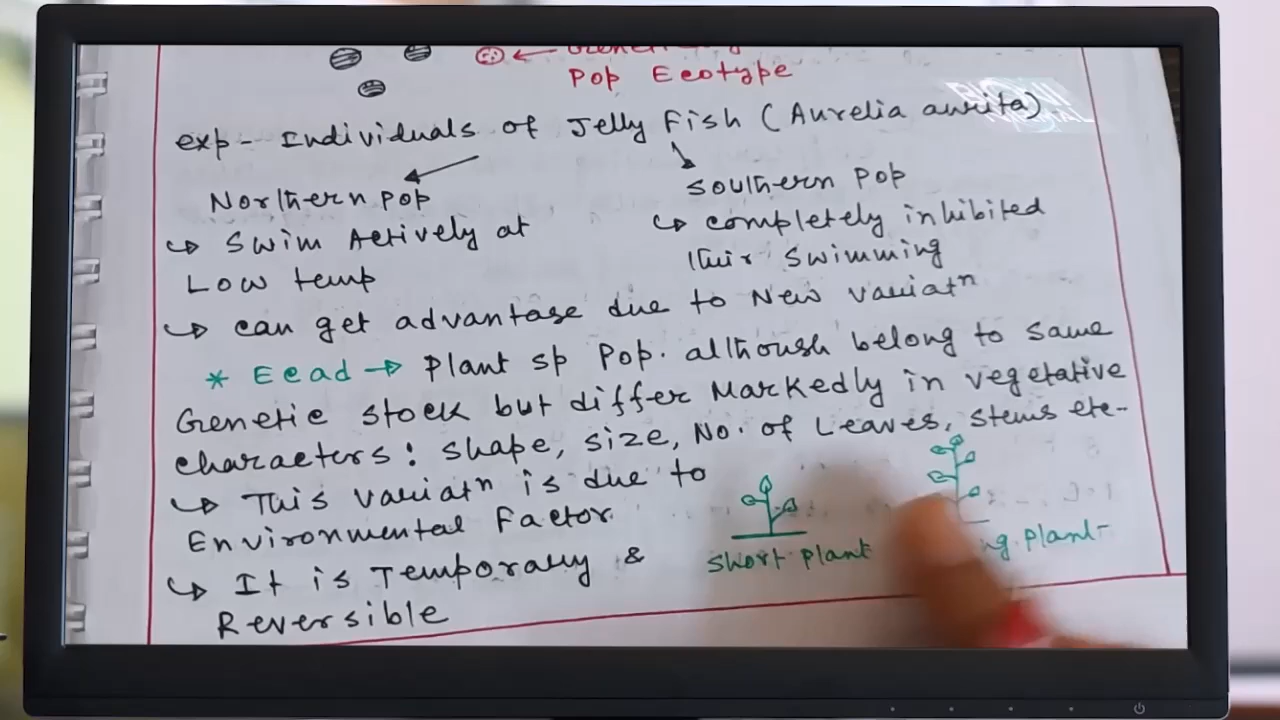 Pop Ecotype
exp- Individuals of Jelly Fish (Aurelia aurita).
Northern pop
Southern pop
↳ Swim Actively at
Low temp
↳ completely inhibited
their swimming
↳ can get advantage due to New variatⁿ
* Ecad → Plant sp Pop. although belong to same
Genetic stock but differ Markedly in vegetative
characters: shape, size, No. of Leaves, stems etc-
↳ This variatⁿ is due to
Environmental Factor.
↳ It is Temporary &
Reversible
short plant
plant-